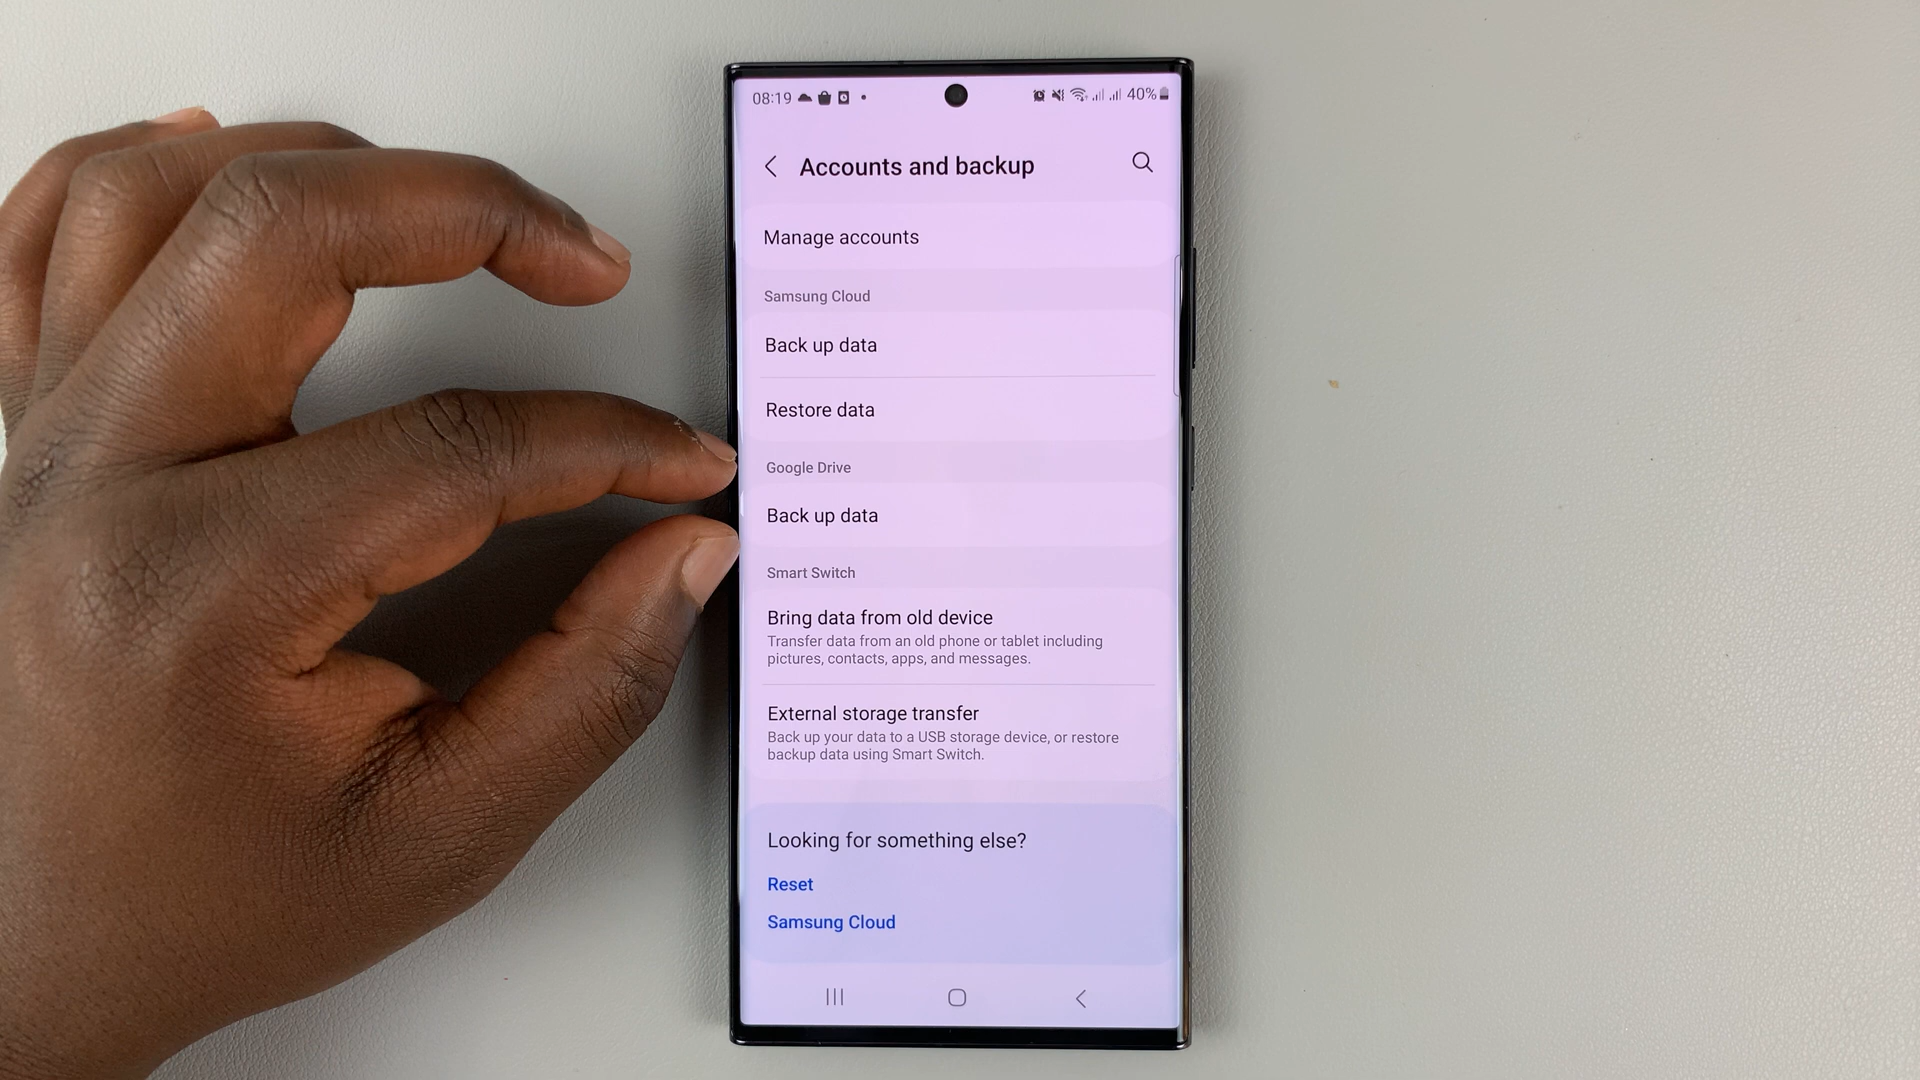 08:19
40%
Accounts and backup
Manage accounts
Samsung Cloud
Back up data
Restore data
Google Drive
Back up data
Smart Switch
Bring data from old device
Transfer data from an old phone or tablet including
pictures, contacts, apps, and messages.
External storage transfer
Back up your data to a USB storage device, or restore
backup data using Smart Switch.
Looking for something else?
Reset
Samsung Cloud